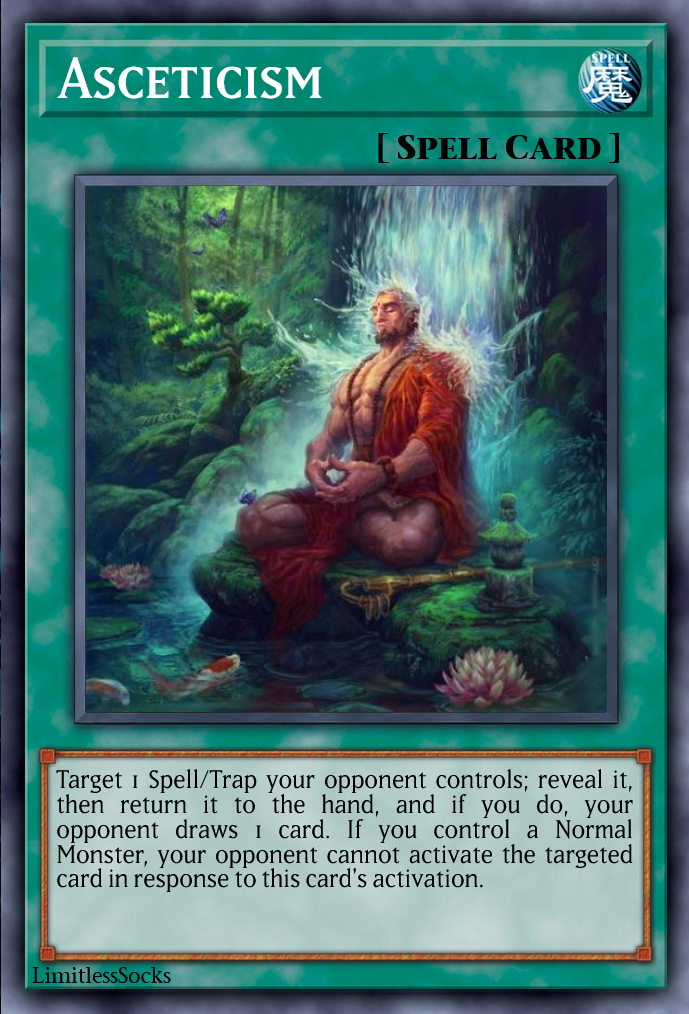 Asceticism
SPELL
魔
[ Spell Card ]
Target 1 Spell/Trap your opponent controls; reveal it,
then return it to the hand, and if you do, your
opponent draws 1 card. If you control a Normal
Monster, your opponent cannot activate the targeted
card in response to this card's activation.
LimitlessSocks